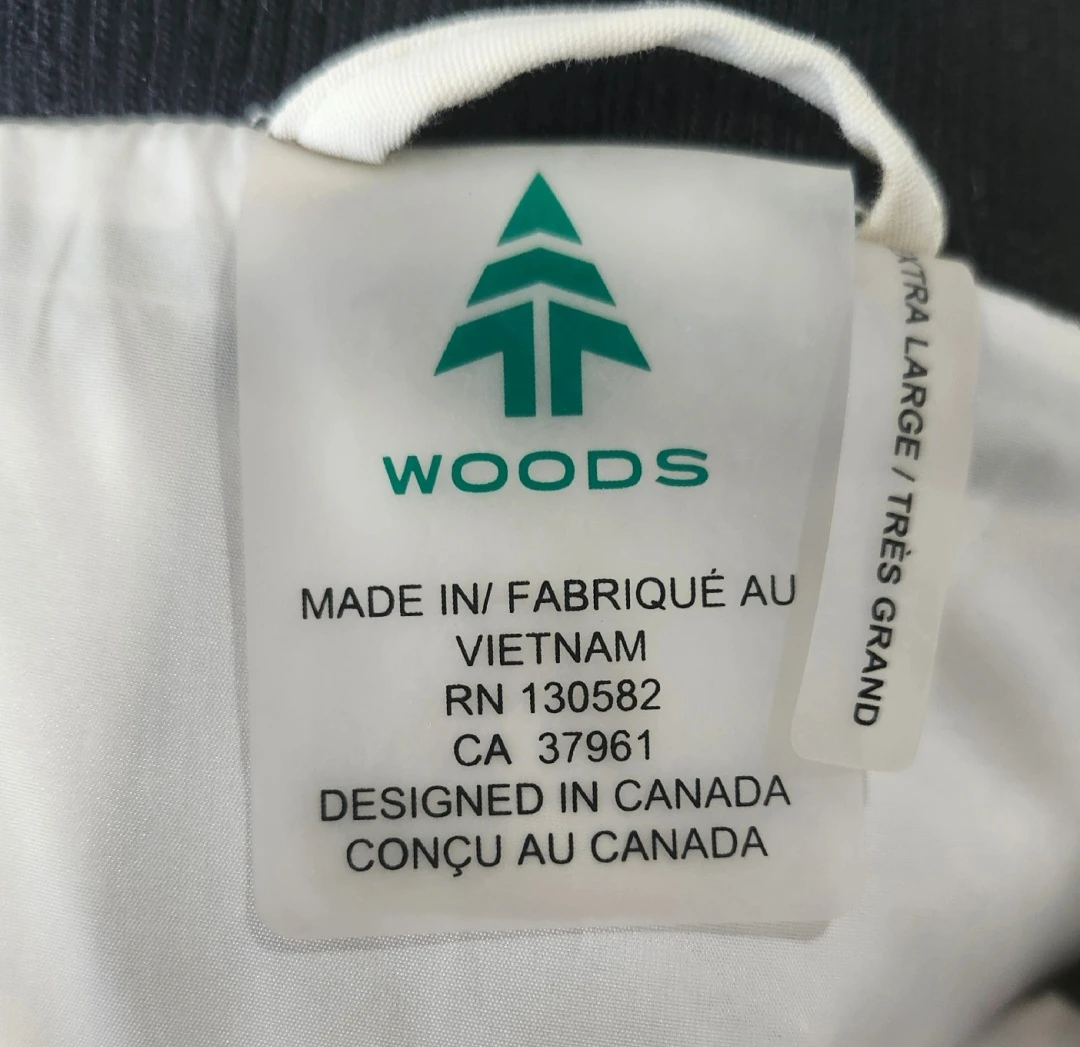 WOODS
MADE IN/ FABRIQUÉ AU
VIETNAM
RN 130582
CA 37961
DESIGNED IN CANADA
CONÇU AU CANADA
XTRA LARGE / TRÈS GRAND